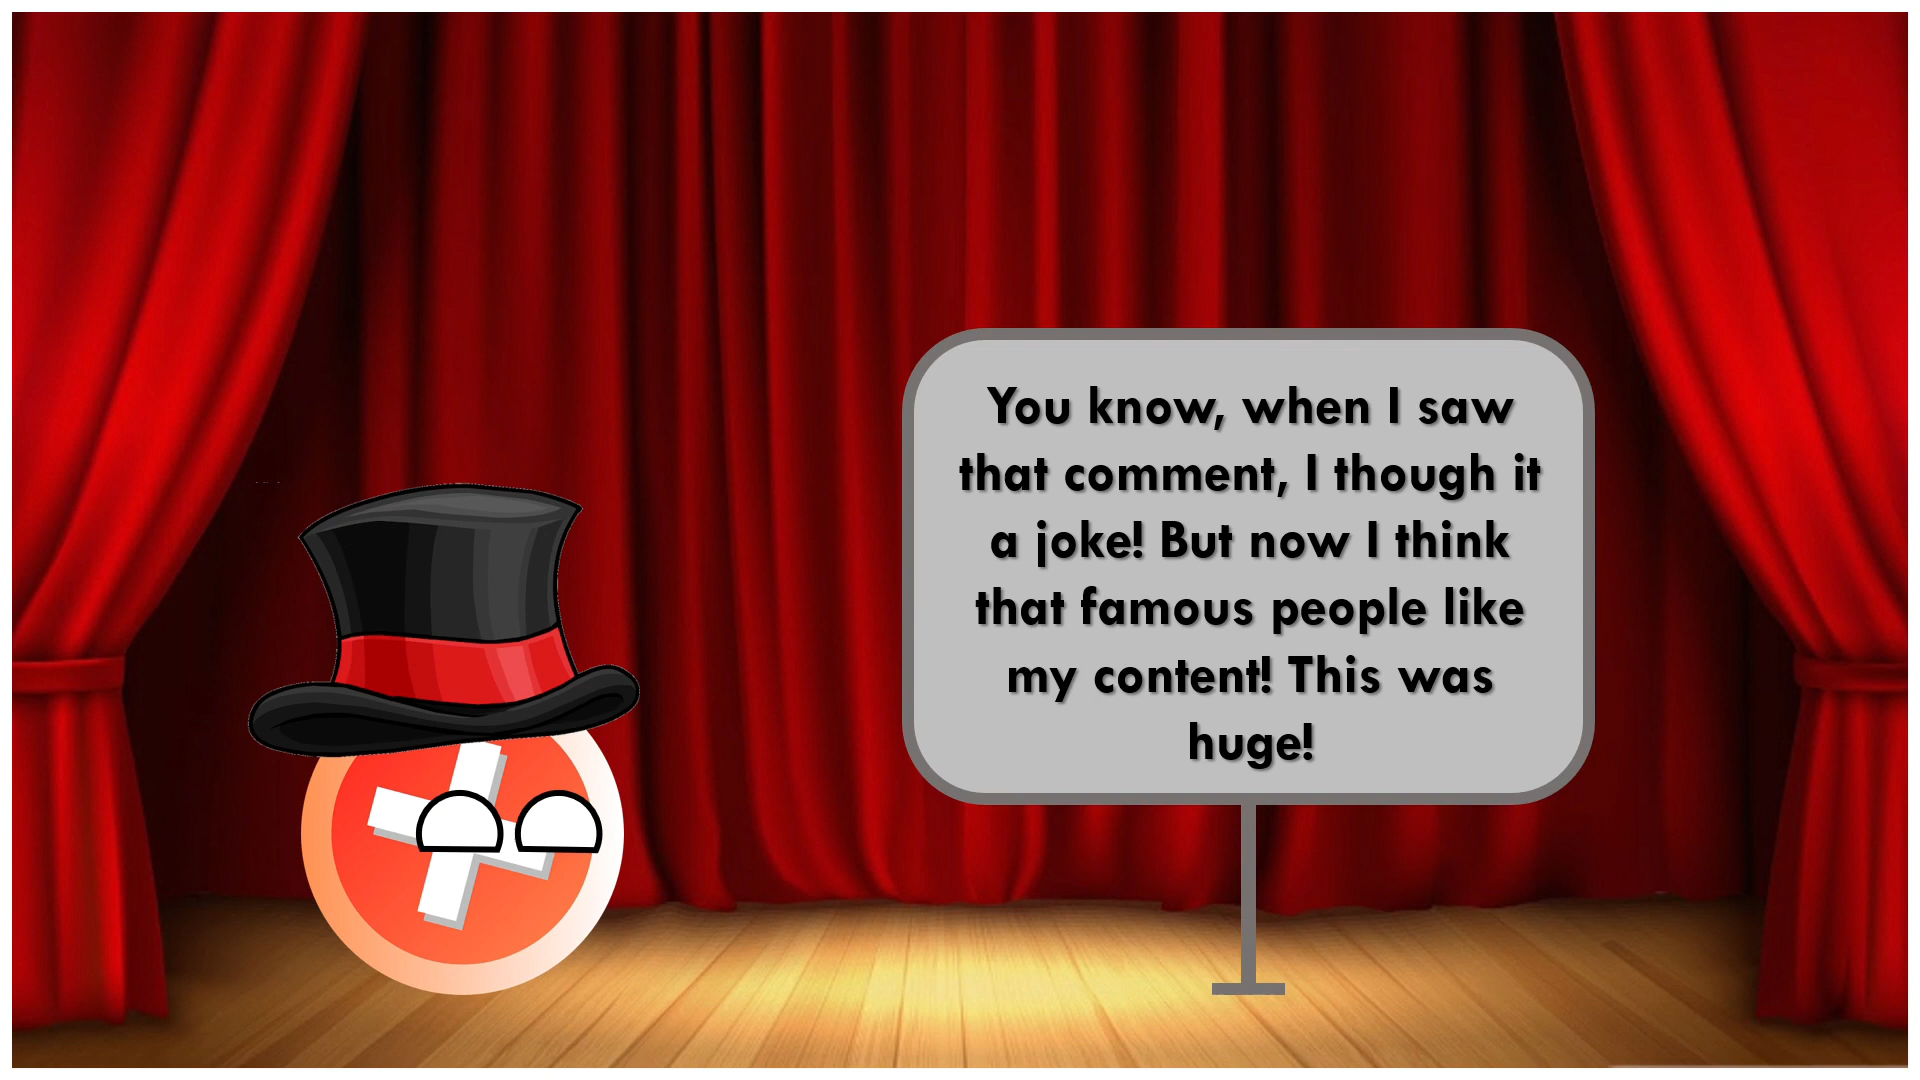 You know, when I saw
that comment, I though it
a joke! But now I think
that famous people like
my content! This was
huge!